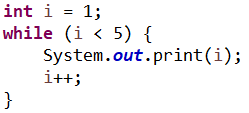 int i = 1;
while (i < 5) {
    System.out.print(i);
    i++;
}